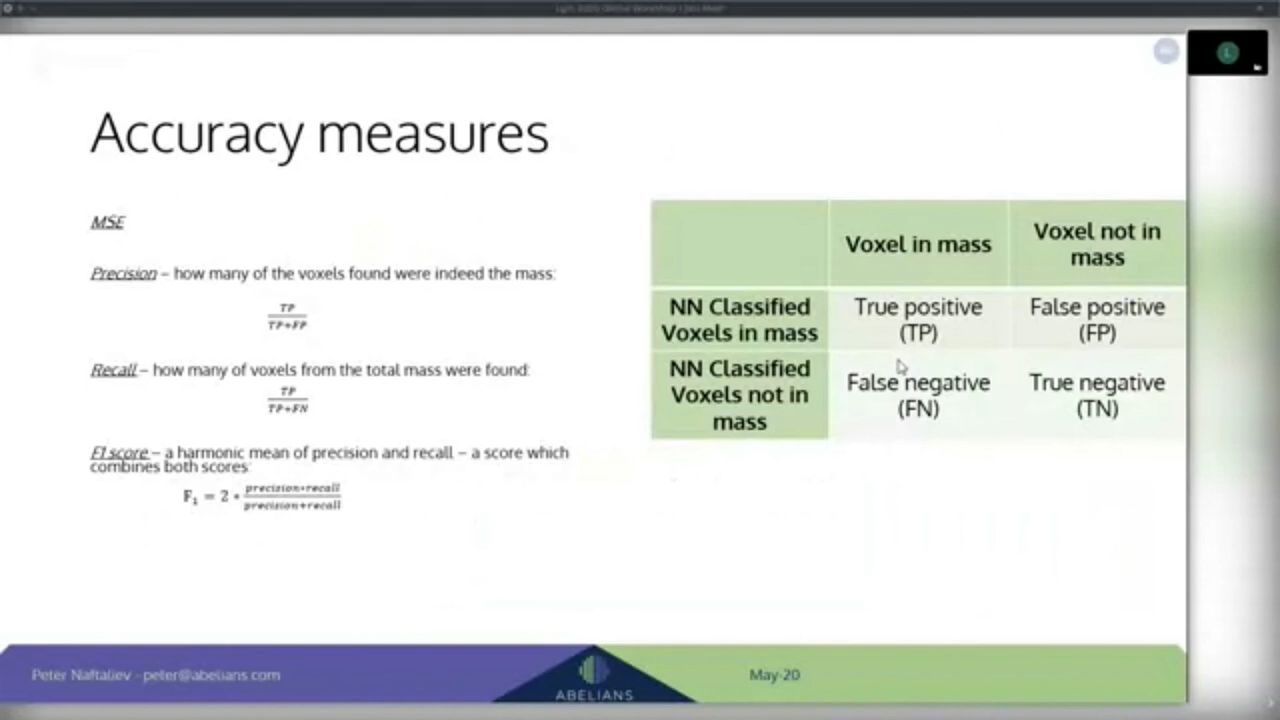 Accuracy measures
MSE
Precision – how many of the voxels found were indeed the mass:
TP
TP+FP
Recall – how many of voxels from the total mass were found:
TP
TP+FN
F1 score – a harmonic mean of precision and recall – a score which
combines both scores:
F₁ = 2 * precision*recall
precision+recall
Voxel in mass
Voxel not in
mass
NN Classified
Voxels in mass
True positive
(TP)
False positive
(FP)
NN Classified
Voxels not in
mass
False negative
(FN)
True negative
(TN)
Peter Naftaliev - peter@abelians.com
ABELIANS
May-20
L